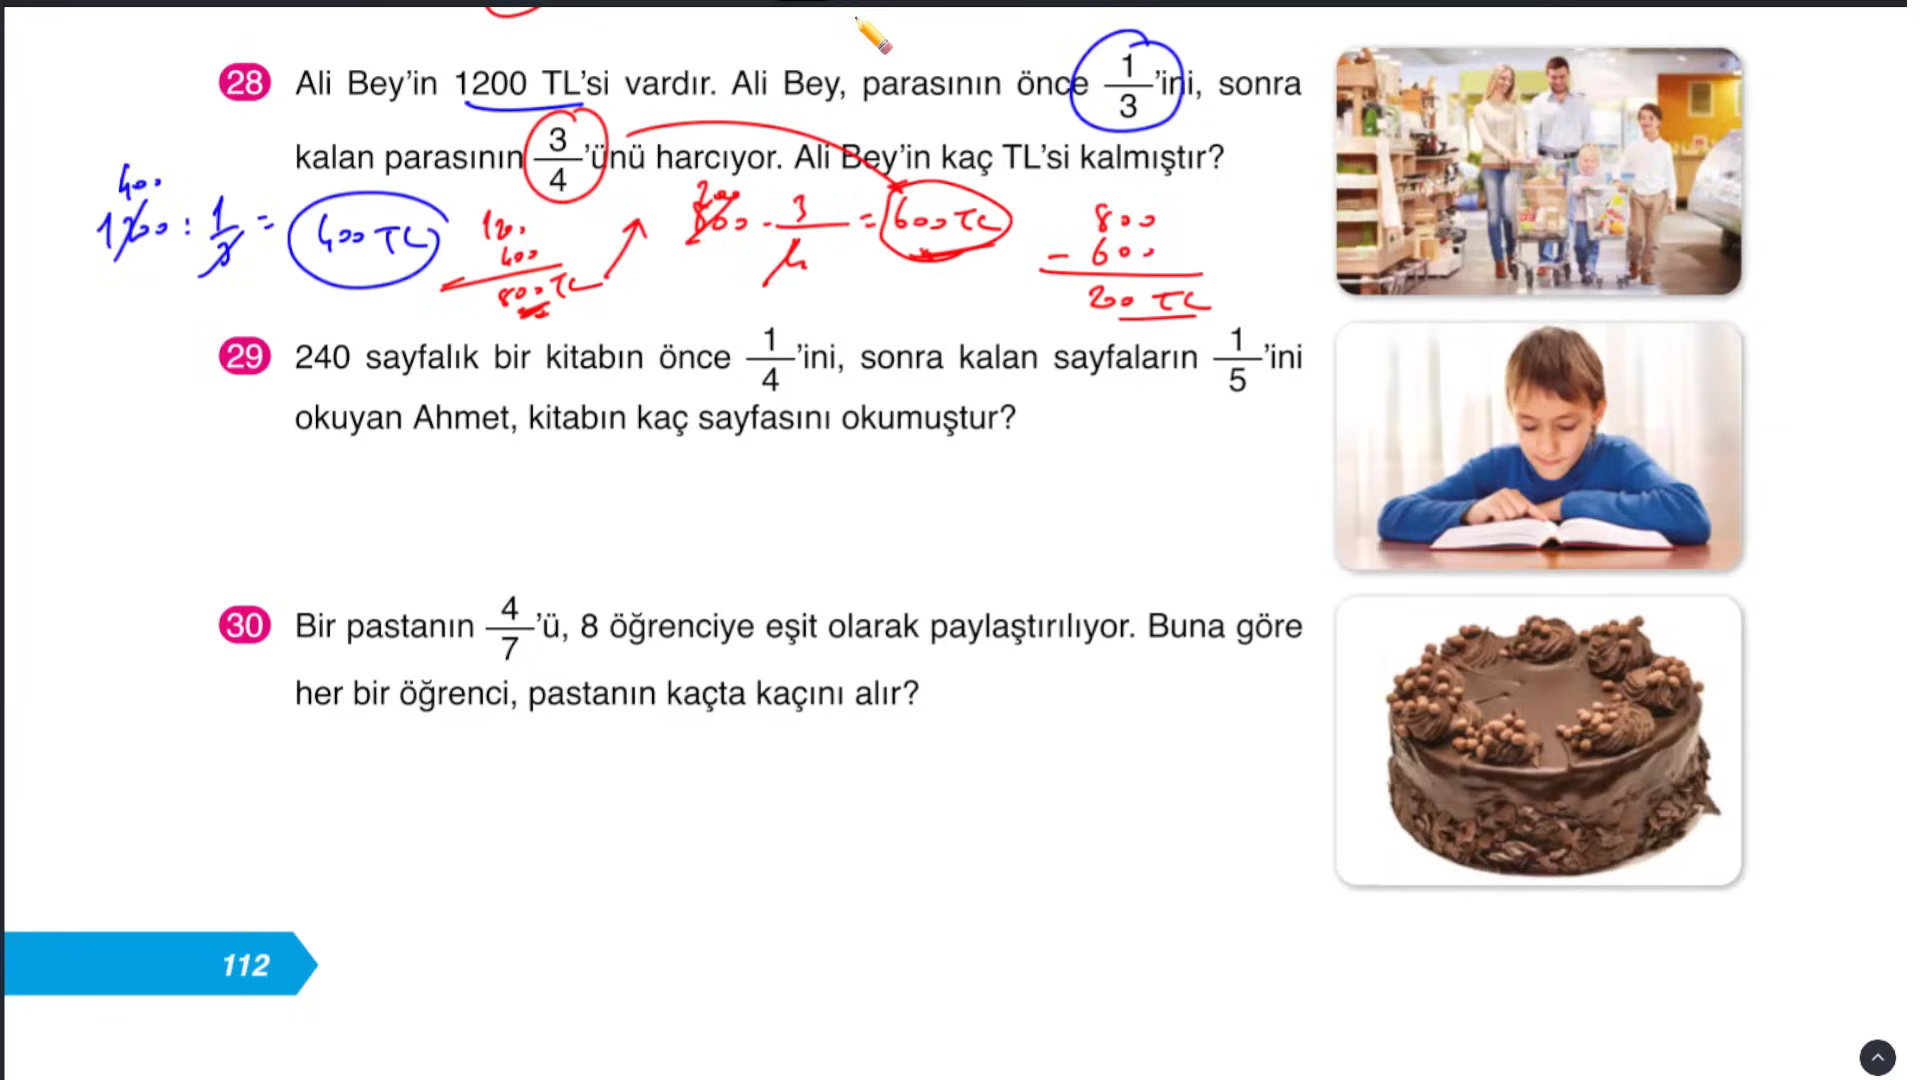 28 Ali Bey’in 1200 TL’si vardır. Ali Bey, parasının önce 1/3 ’ini, sonra
kalan parasının 3/4 ’ünü harcıyor. Ali Bey’in kaç TL’si kalmıştır?
400
1200 : 1/3 = 400 TL
400
800 TL
200
800 · 3/4 = 600 TL
800
- 600
200 TL
29 240 sayfalık bir kitabın önce 1/4 ’ini, sonra kalan sayfaların 1/5 ’ini
okuyan Ahmet, kitabın kaç sayfasını okumuştur?
30 Bir pastanın 4/7 ’ü, 8 öğrenciye eşit olarak paylaştırılıyor. Buna göre
her bir öğrenci, pastanın kaçta kaçını alır?
112